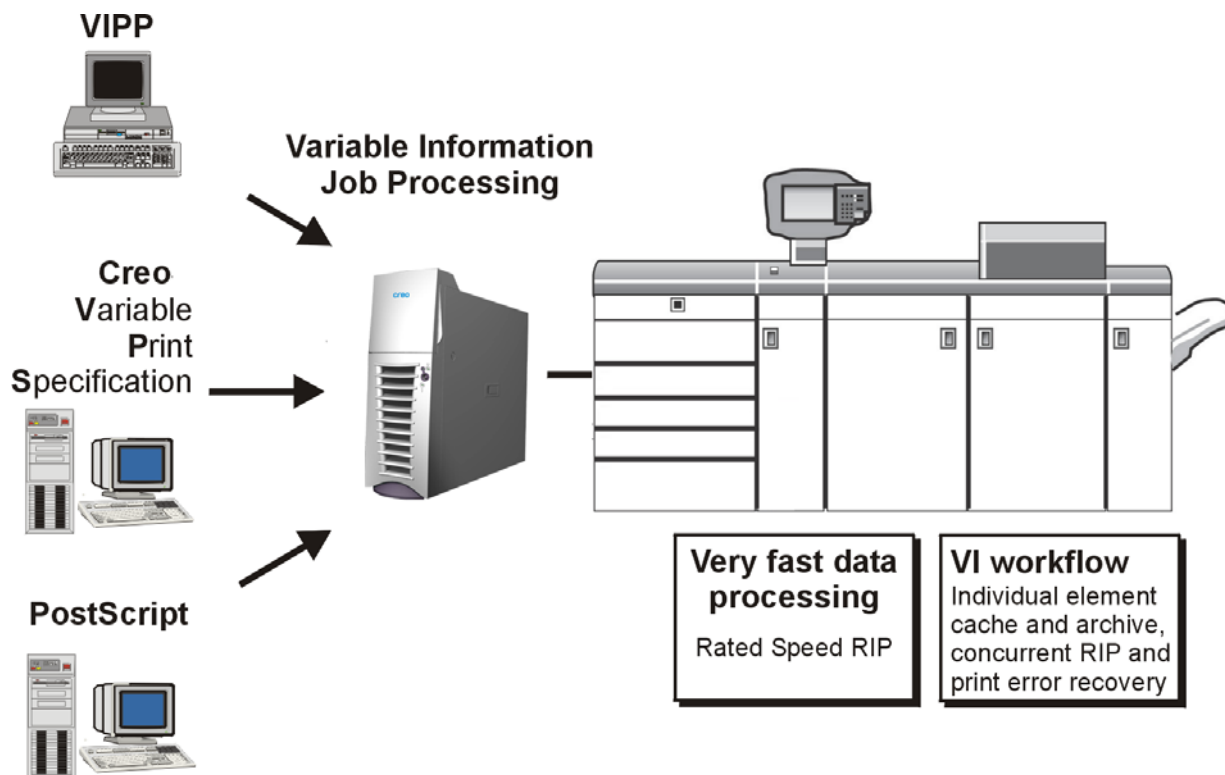 VIPP
Variable Information
Job Processing
Creo
Variable
Print
Specification
creo
PostScript
Very fast data
processing
Rated Speed RIP
VI workflow
Individual element
cache and archive,
concurrent RIP and
print error recovery